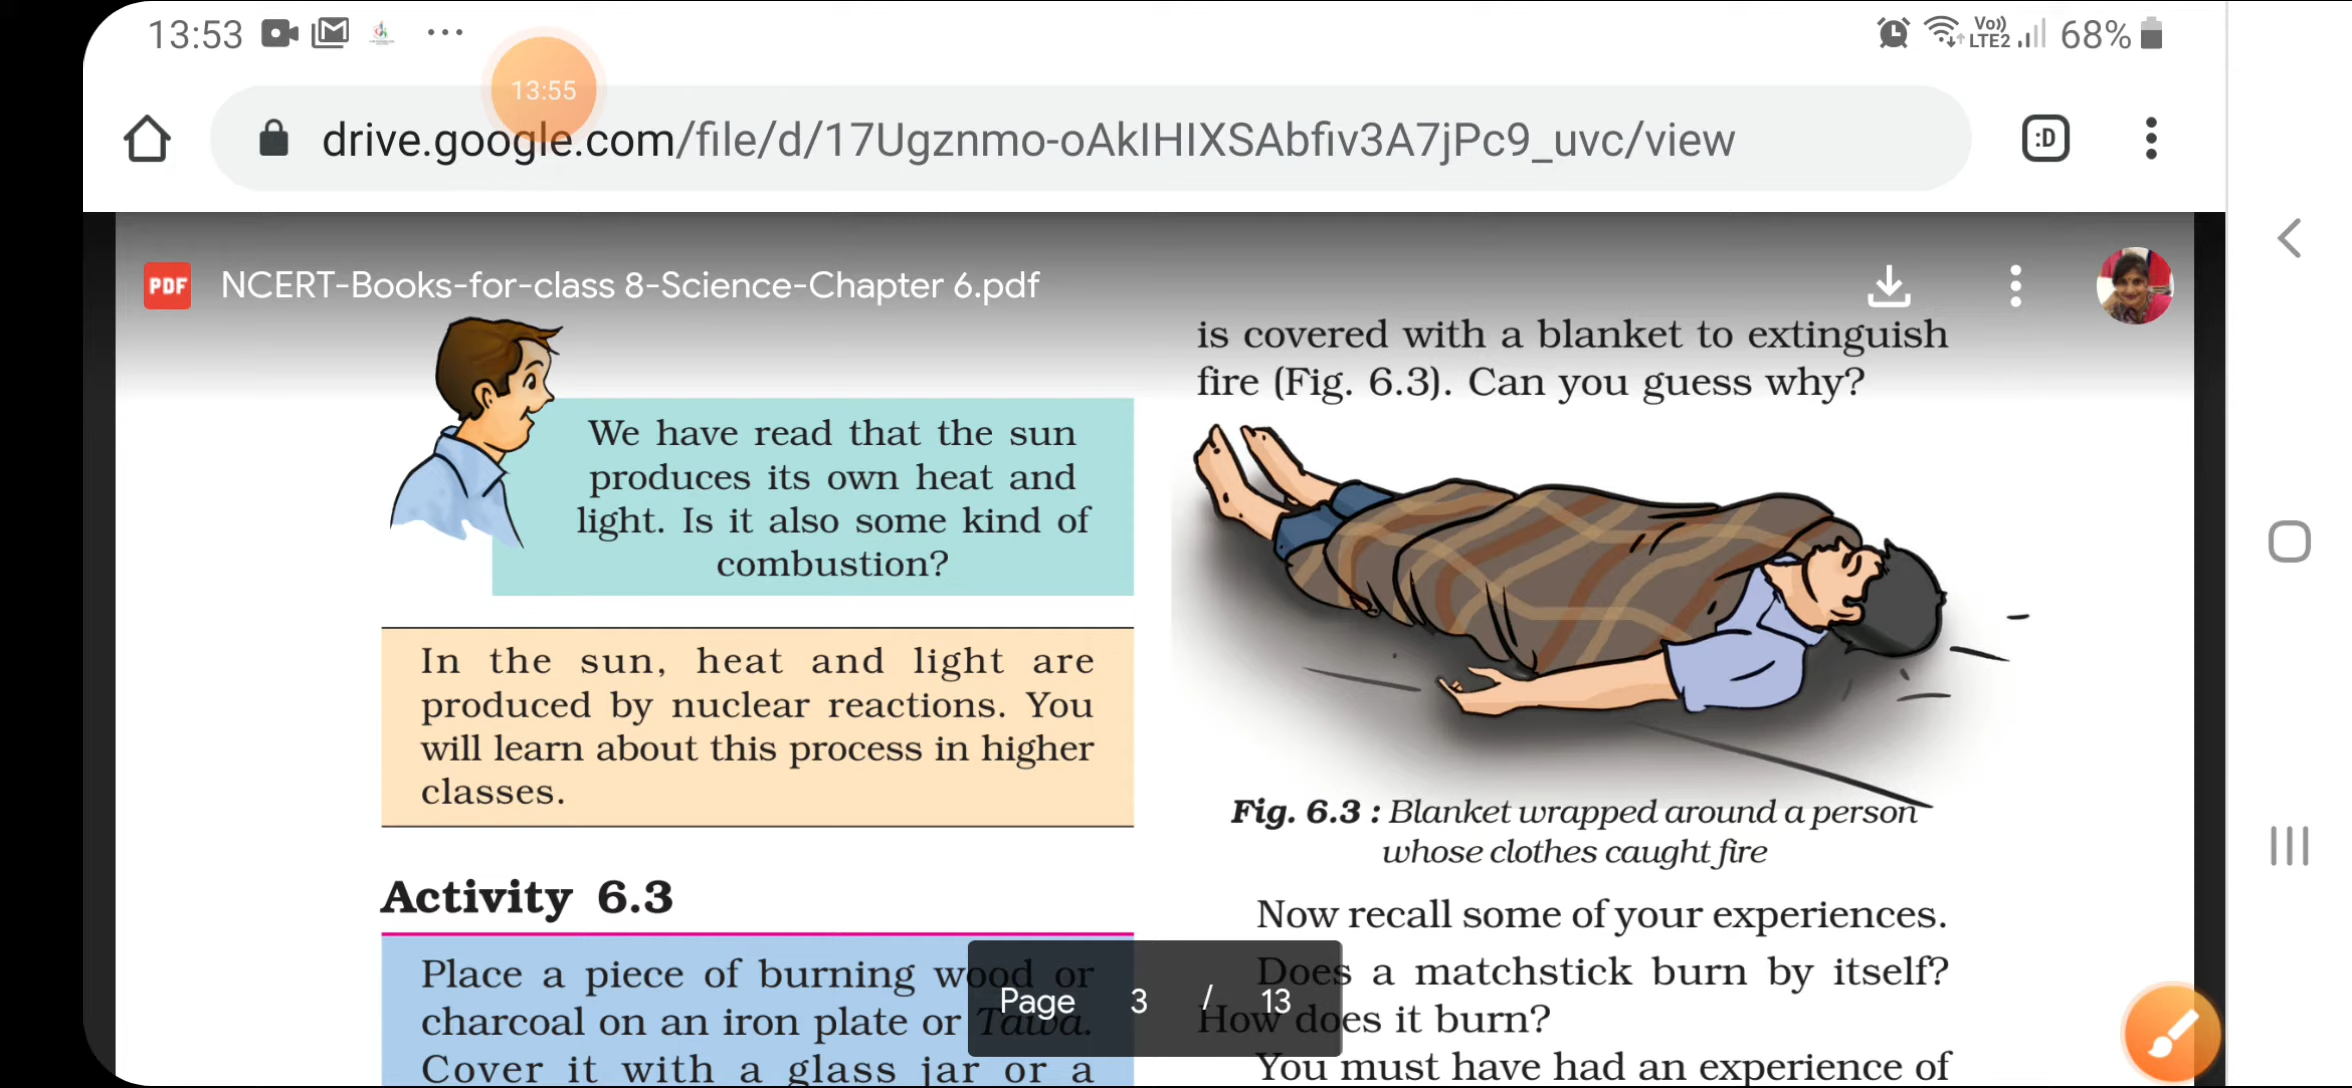 13:53
13:55
Vo))
LTE2
68%
drive.google.com/file/d/17Ugznmo-oAkIHIXSAbfiv3A7jPc9_uvc/view
:D
PDF
NCERT-Books-for-class 8-Science-Chapter 6.pdf
We have read that the sun
produces its own heat and
light. Is it also some kind of
combustion?
In the sun, heat and light are
produced by nuclear reactions. You
will learn about this process in higher
classes.
Activity 6.3
Place a piece of burning wood or
charcoal on an iron plate or Tawa.
Cover it with a glass jar or a
is covered with a blanket to extinguish
fire (Fig. 6.3). Can you guess why?
Fig. 6.3 : Blanket wrapped around a person
whose clothes caught fire
Now recall some of your experiences.
Does a matchstick burn by itself?
How does it burn?
You must have had an experience of
Page 3 / 13